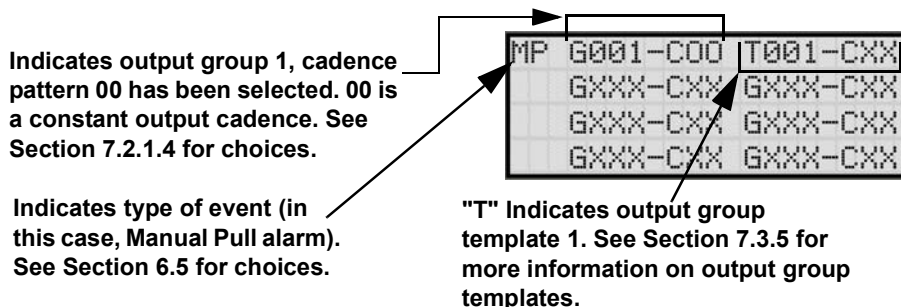 Indicates output group 1, cadence
pattern 00 has been selected. 00 is
a constant output cadence. See
Section 7.2.1.4 for choices.
Indicates type of event (in
this case, Manual Pull alarm).
See Section 6.5 for choices.
MP G001-C00 T001-CXX
GXXX-CXX GXXX-CXX
GXXX-CXX GXXX-CXX
GXXX-CXX GXXX-CXX
"T" Indicates output group
template 1. See Section 7.3.5 for
more information on output group
templates.